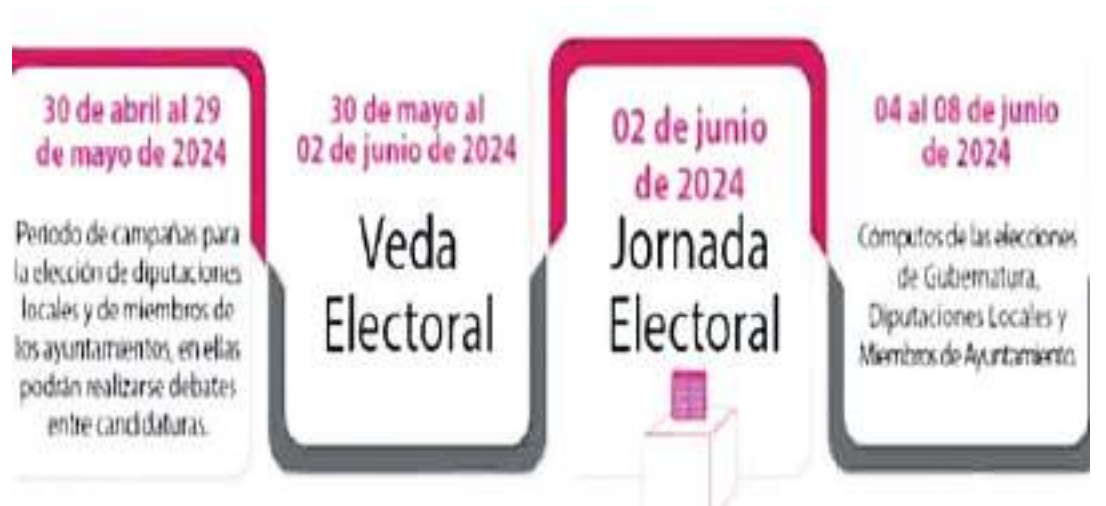 30 de abril al 29
de mayo de 2024
Periodo de campañas para
la elección de diputaciones
locales y de miembros de
los ayuntamientos, en ellas
podrán realizarse debates
entre candidaturas.
30 de mayo al
02 de junio de 2024
Veda
Electoral
02 de junio
de 2024
Jornada
Electoral
04 al 08 de junio
de 2024
Cómputos de las elecciones
de Gubernatura,
Diputaciones Locales y
Miembros de Ayuntamiento.